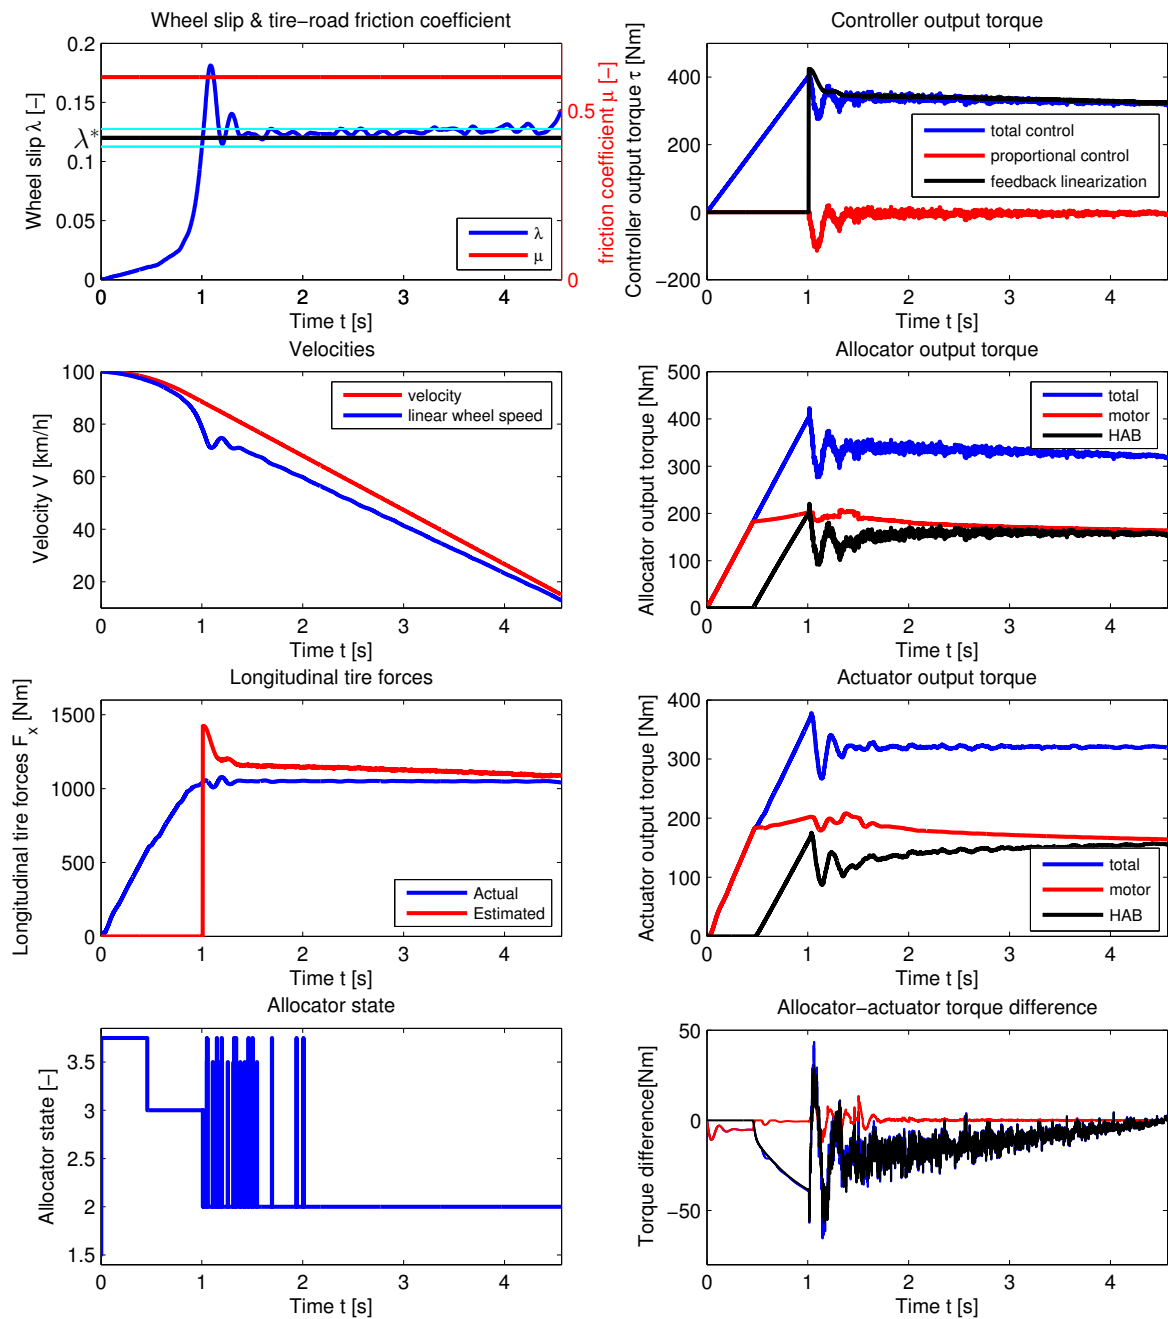 Wheel slip & tire−road friction coefficient
0.2
0.15
λ*
0.1
0.05
0
Wheel slip λ [−]
0.5
0
friction coefficient μ [−]
λ
μ
0 1 2 3 4
Time t [s]
Controller output torque
400
200
0
−200
Controller output torque τ [Nm]
total control
proportional control
feedback linearization
0 1 2 3 4
Time t [s]
Velocities
100
80
60
40
20
Velocity V [km/h]
velocity
linear wheel speed
0 1 2 3 4
Time t [s]
Allocator output torque
500
400
300
200
100
0
Allocator output torque [Nm]
total
motor
HAB
0 1 2 3 4
Time t [s]
Longitudinal tire forces
1500
1000
500
0
Longitudinal tire forces F_x [Nm]
Actual
Estimated
0 1 2 3 4
Time t [s]
Actuator output torque
400
300
200
100
0
Actuator output torque [Nm]
total
motor
HAB
0 1 2 3 4
Time t [s]
Allocator state
3.5
3
2.5
2
1.5
Allocator state [−]
0 1 2 3 4
Time t [s]
Allocator−actuator torque difference
50
0
−50
Torque difference[Nm]
0 1 2 3 4
Time t [s]